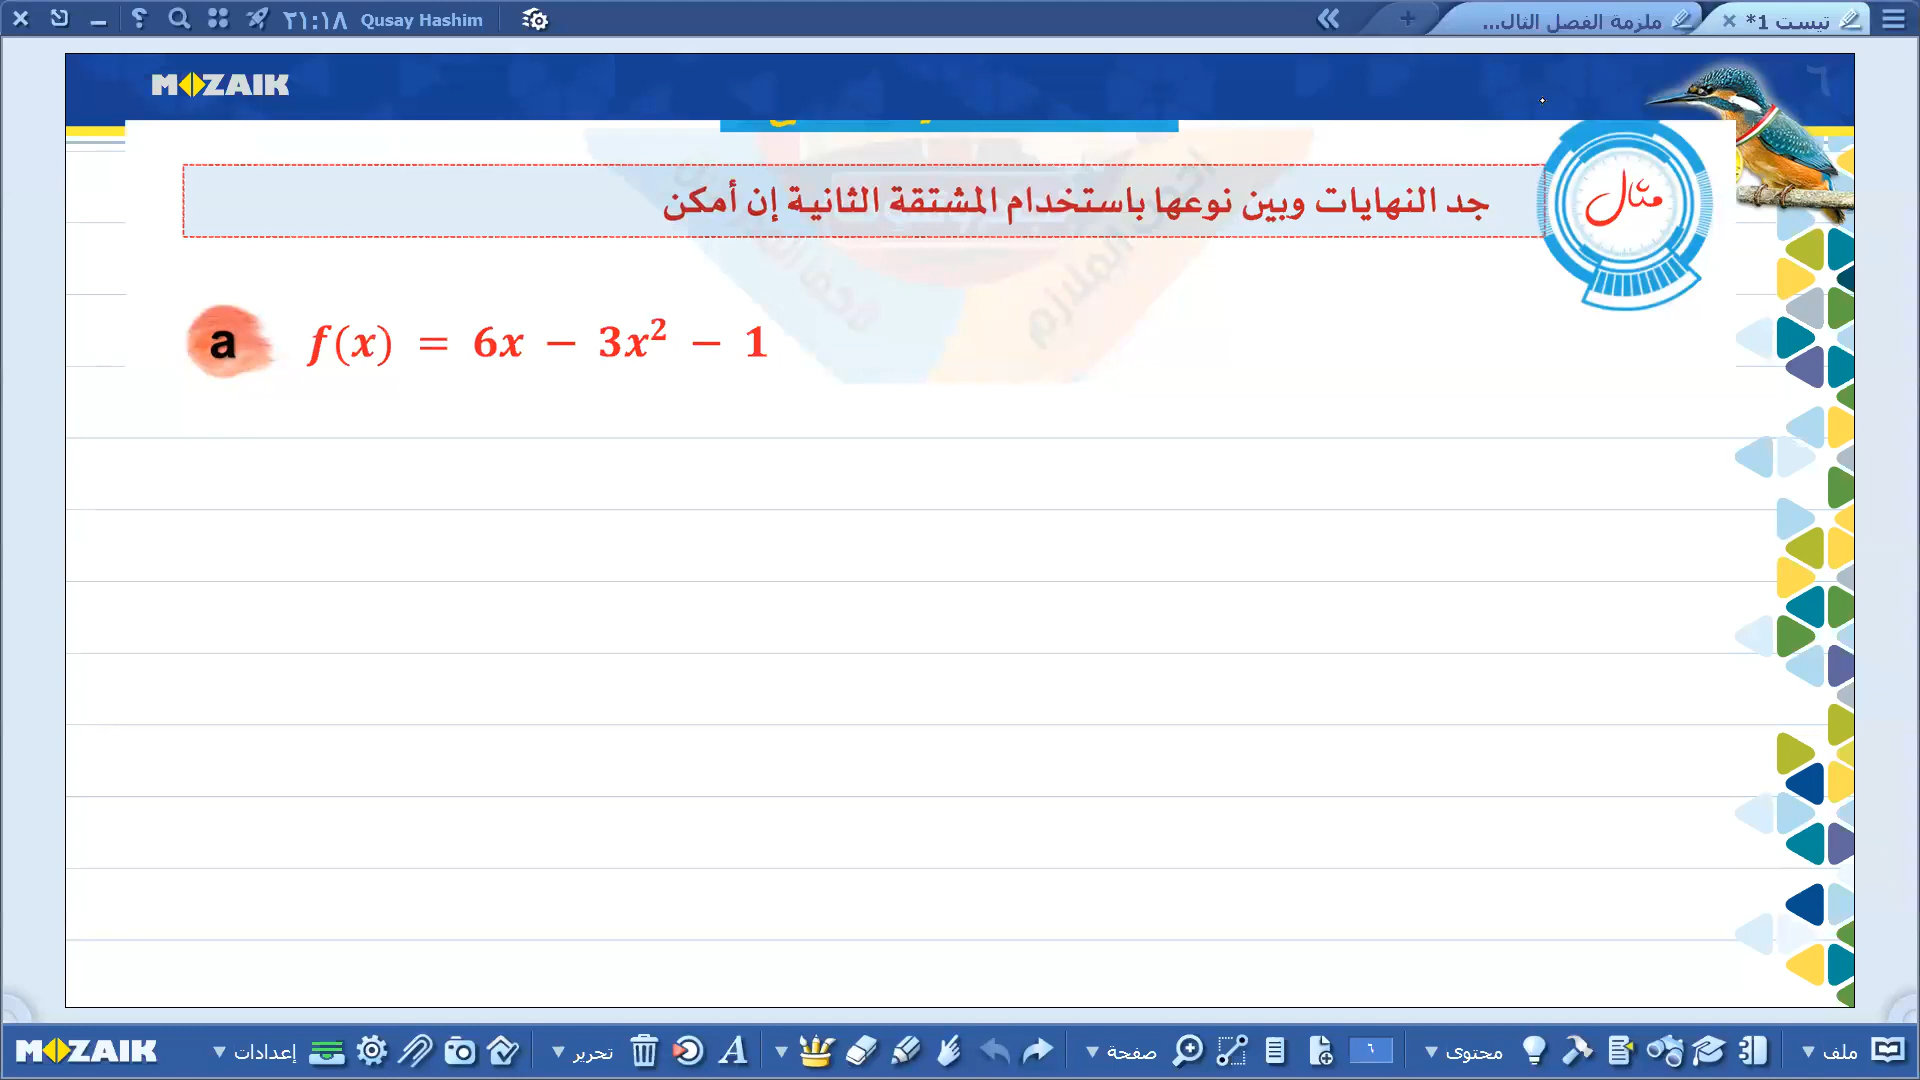 ٢١:١٨ Qusay Hashim
ملزمة الفصل الثال...
تيست 1*
MOZAIK
٦
مثال
جد النهايات وبين نوعها باستخدام المشتقة الثانية إن أمكن
a f(x) = 6x − 3x² − 1
MOZAIK
إعدادات
تحرير
صفحة
٦
محتوى
ملف